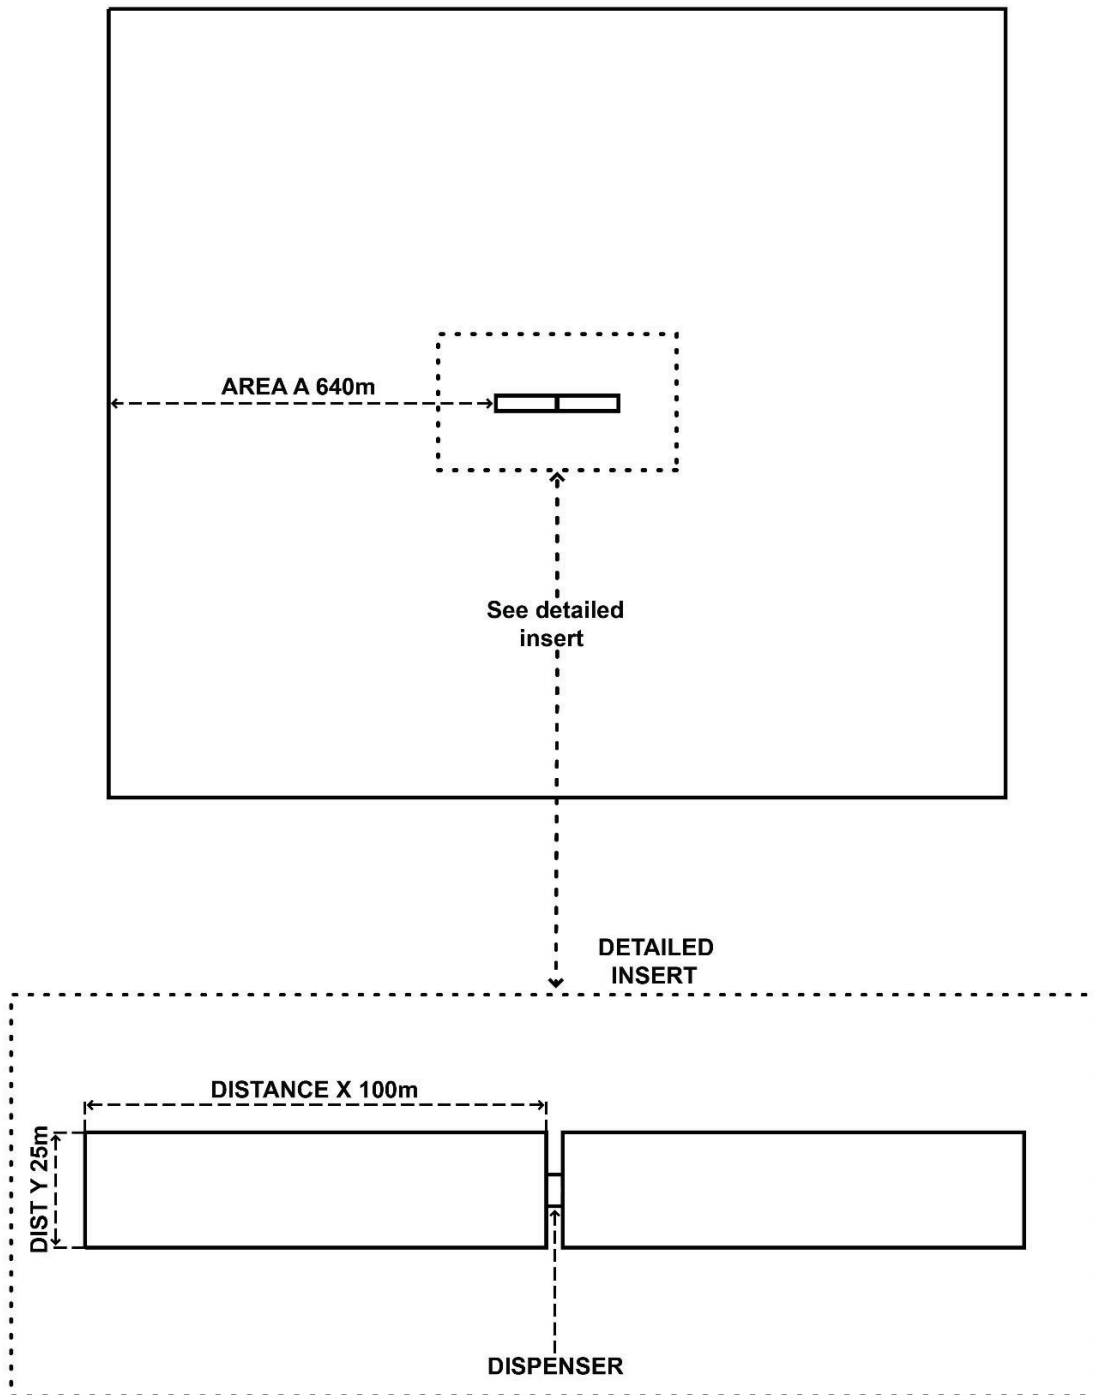 AREA A 640m
See detailed
insert
DETAILED
INSERT
DISTANCE X 100m
DIST Y 25m
DISPENSER